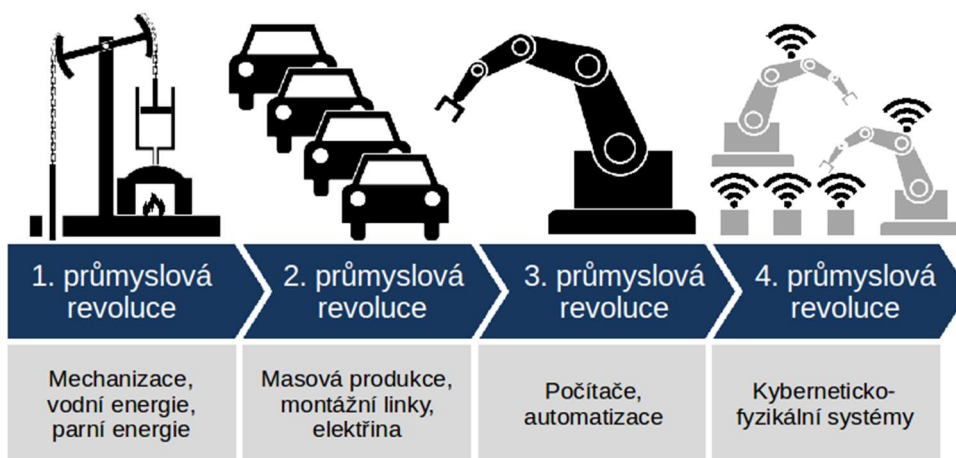 1. průmyslová
revoluce
2. průmyslová
revoluce
3. průmyslová
revoluce
4. průmyslová
revoluce
Mechanizace,
vodní energie,
parní energie
Masová produkce,
montážní linky,
elektřina
Počítače,
automatizace
Kyberneticko-
fyzikální systémy